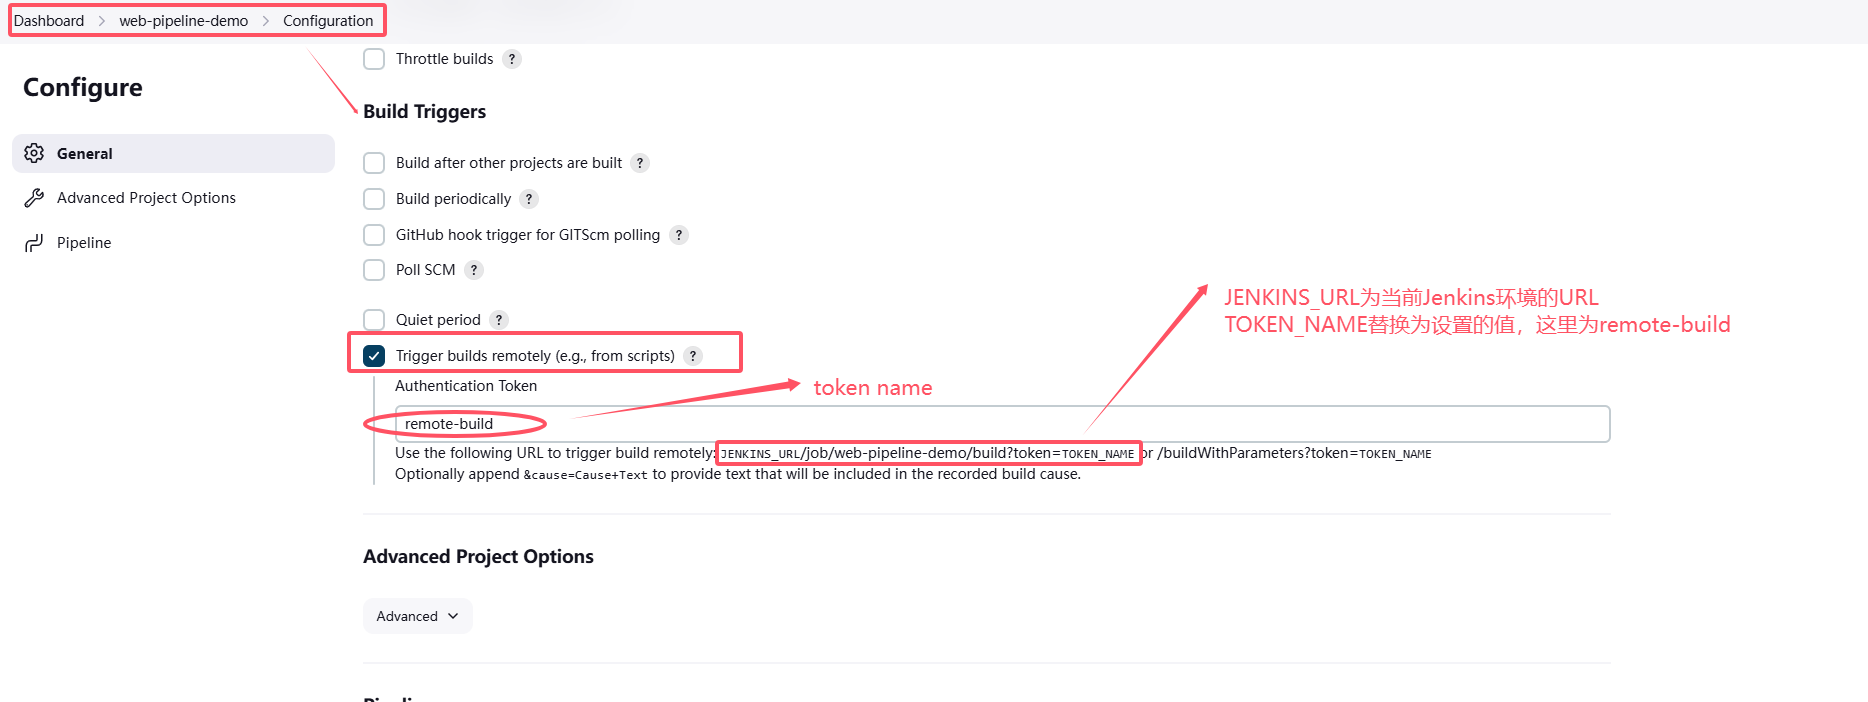 Dashboard > web-pipeline-demo > Configuration
Throttle builds ?
Configure
Build Triggers
General
Build after other projects are built ?
Advanced Project Options
Build periodically ?
Pipeline
GitHub hook trigger for GITScm polling ?
Poll SCM ?
JENKINS_URL为当前Jenkins环境的URL
TOKEN_NAME替换为设置的值，这里为remote-build
Quiet period ?
Trigger builds remotely (e.g., from scripts) ?
Authentication Token
token name
remote-build
Use the following URL to trigger build remotely: JENKINS_URL/job/web-pipeline-demo/build?token=TOKEN_NAME or /buildWithParameters?token=TOKEN_NAME
Optionally append &cause=Cause+Text to provide text that will be included in the recorded build cause.
Advanced Project Options
Advanced